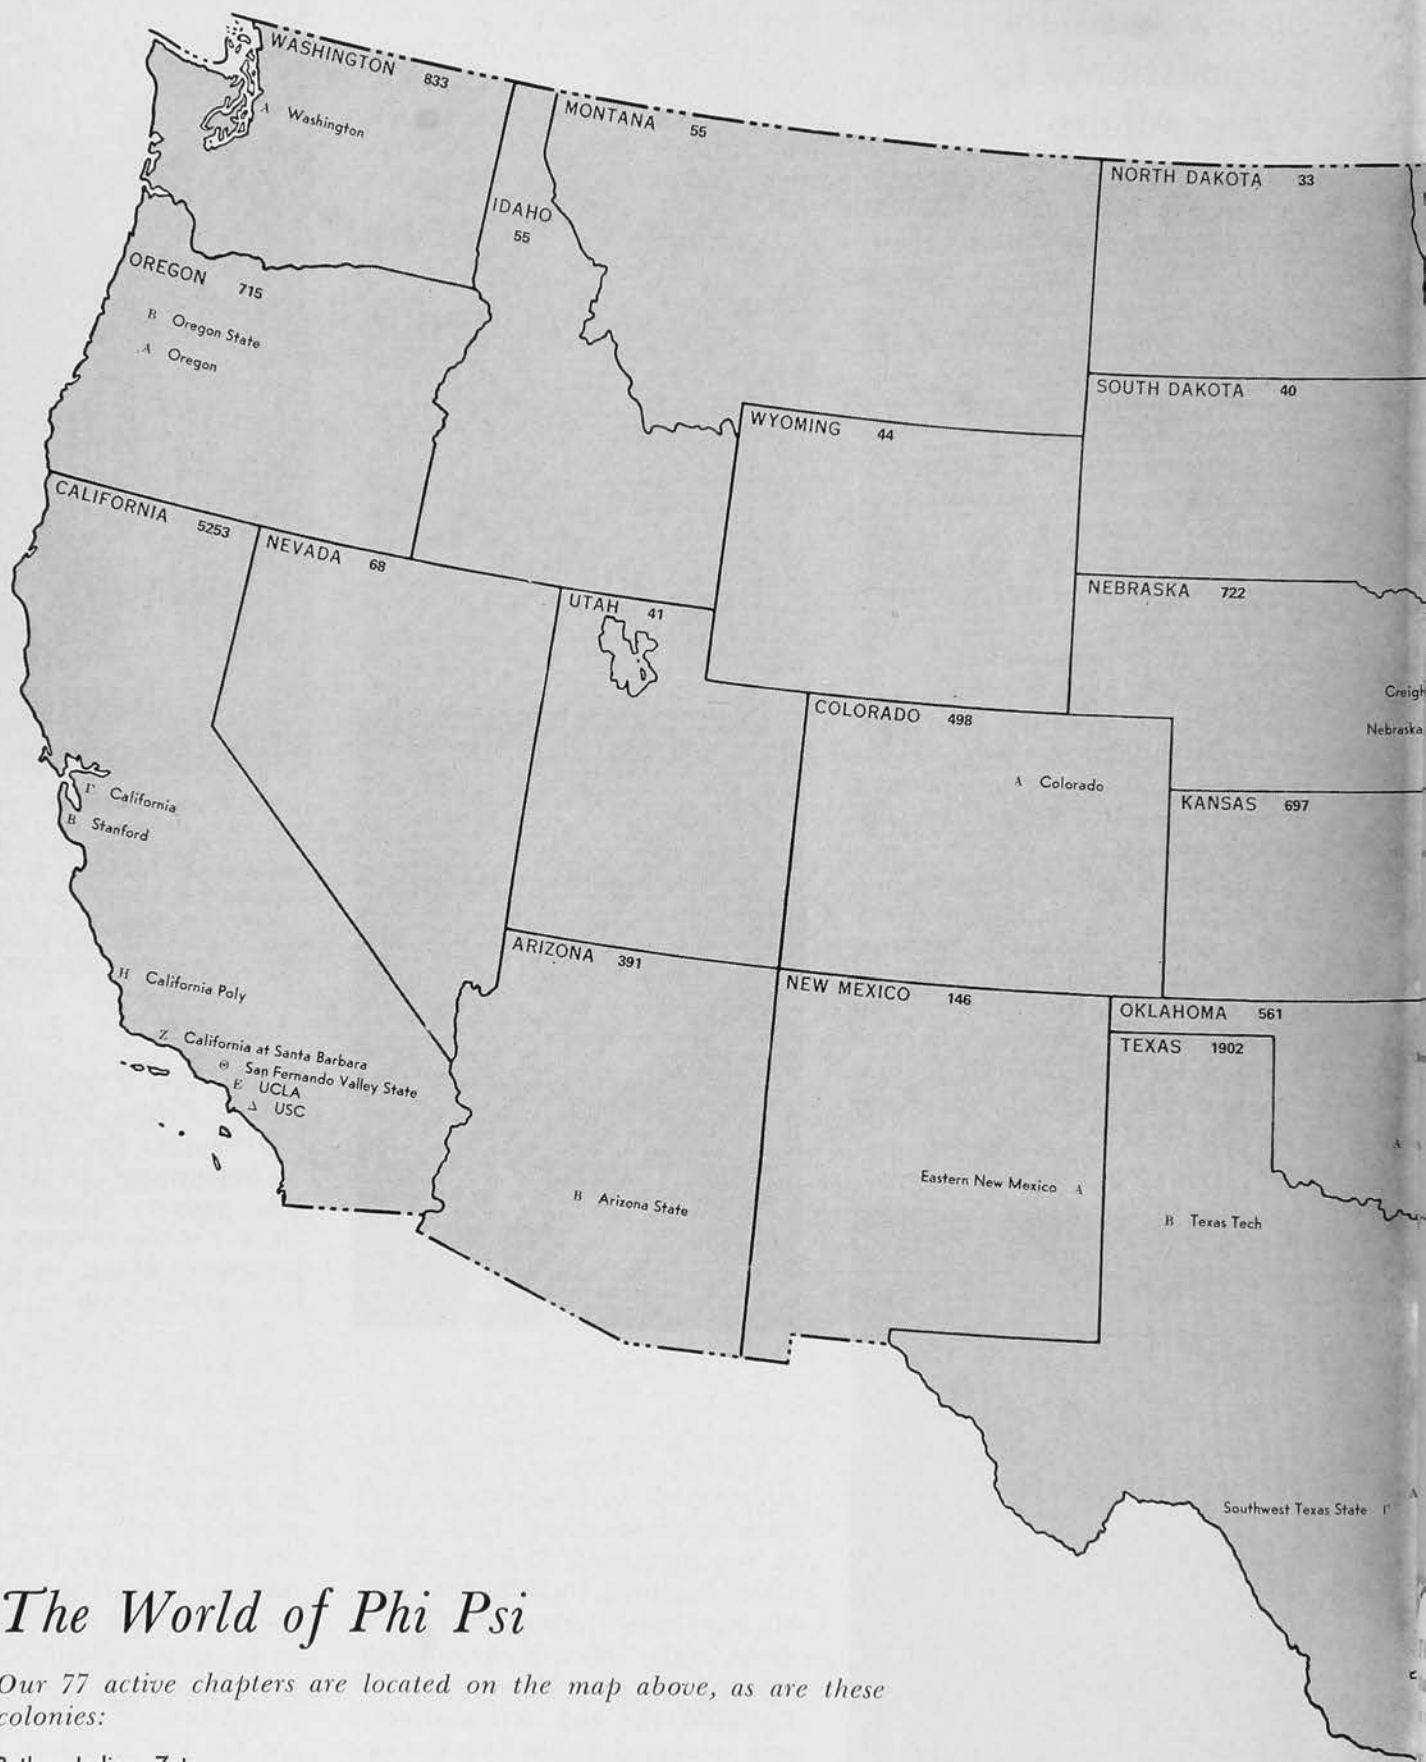 WASHINGTON 833
A Washington
MONTANA 55
NORTH DAKOTA 33
IDAHO
55
OREGON 715
B Oregon State
A Oregon
SOUTH DAKOTA 40
WYOMING 44
CALIFORNIA 5253
NEVADA 68
UTAH 41
NEBRASKA 722
Creigh
Nebraska
COLORADO 498
A Colorado
KANSAS 697
Γ California
B Stanford
ARIZONA 391
H California Poly
NEW MEXICO 146
OKLAHOMA 561
TEXAS 1902
Z California at Santa Barbara
Θ San Fernando Valley State
E UCLA
Δ USC
A
Eastern New Mexico A
B Arizona State
B Texas Tech
A
Southwest Texas State Γ
The World of Phi Psi
Our 77 active chapters are located on the map above, as are these
colonies: